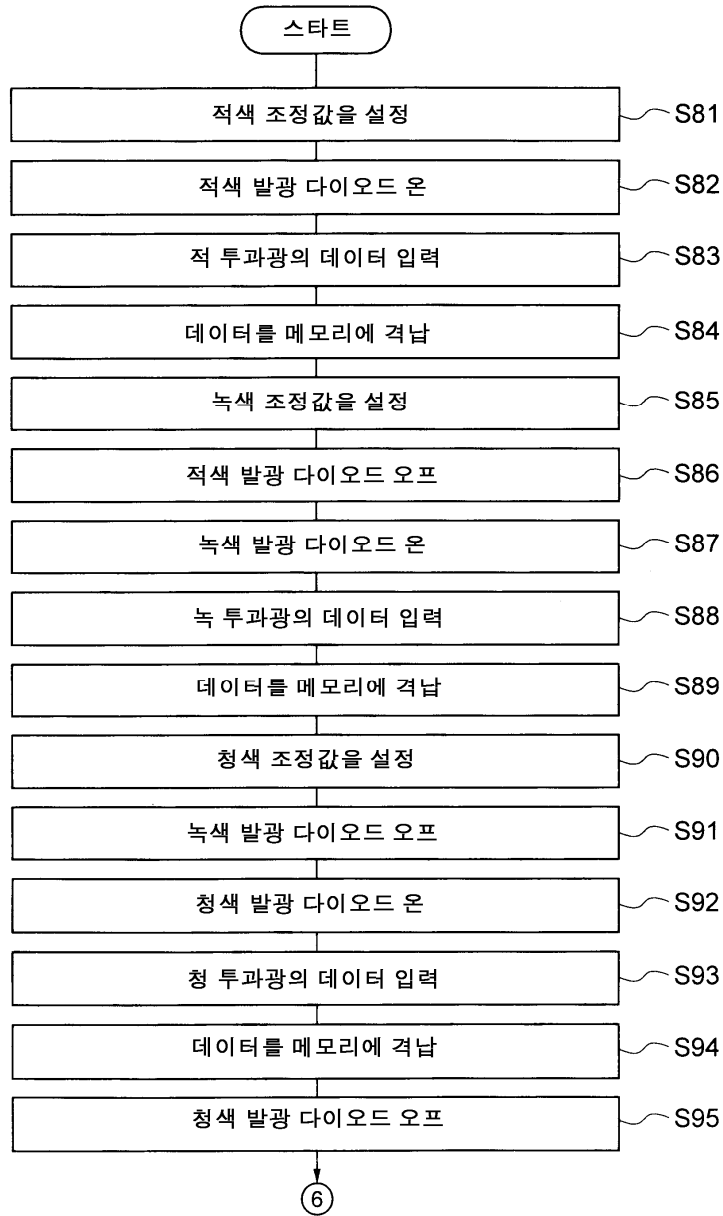 스타트
적색 조정값을 설정 S81
적색 발광 다이오드 온 S82
적 투과광의 데이터 입력 S83
데이터를 메모리에 격납 S84
녹색 조정값을 설정 S85
적색 발광 다이오드 오프 S86
녹색 발광 다이오드 온 S87
녹 투과광의 데이터 입력 S88
데이터를 메모리에 격납 S89
청색 조정값을 설정 S90
녹색 발광 다이오드 오프 S91
청색 발광 다이오드 온 S92
청 투과광의 데이터 입력 S93
데이터를 메모리에 격납 S94
청색 발광 다이오드 오프 S95
6